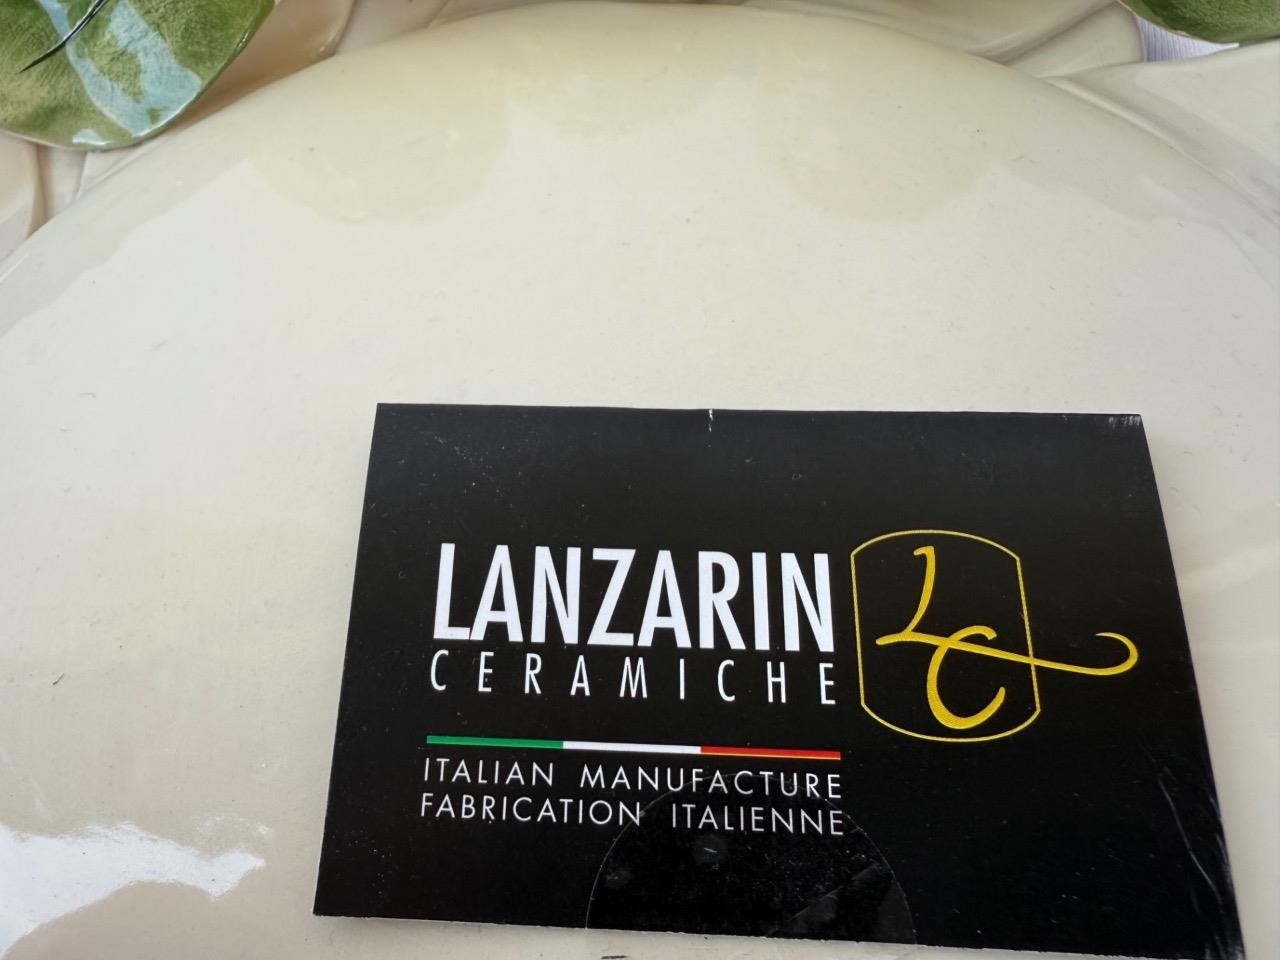 LANZARIN
CERAMICHE
LC
ITALIAN MANUFACTURE
FABRICATION ITALIENNE